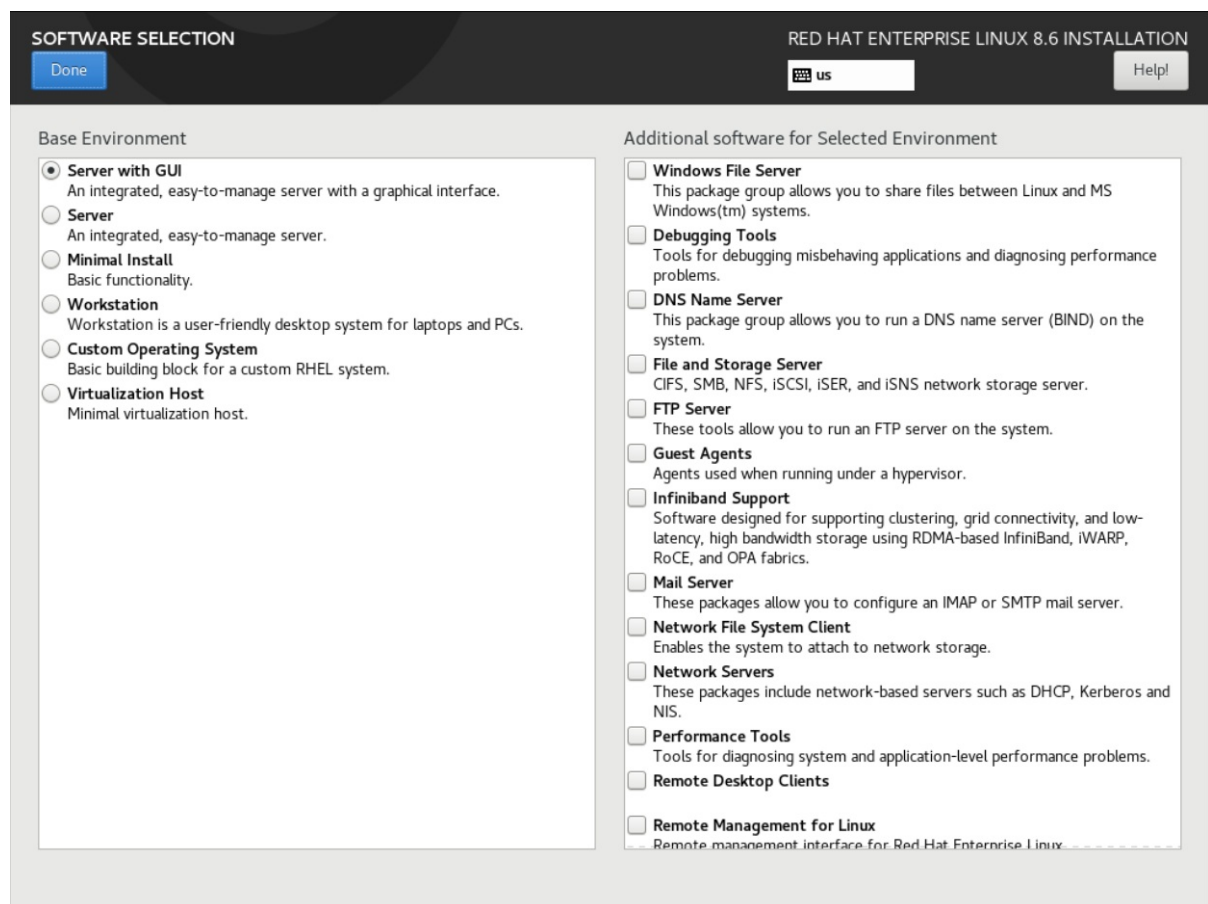 SOFTWARE SELECTION
Done
RED HAT ENTERPRISE LINUX 8.6 INSTALLATION
us
Help!
Base Environment
Server with GUI
An integrated, easy-to-manage server with a graphical interface.
Server
An integrated, easy-to-manage server.
Minimal Install
Basic functionality.
Workstation
Workstation is a user-friendly desktop system for laptops and PCs.
Custom Operating System
Basic building block for a custom RHEL system.
Virtualization Host
Minimal virtualization host.
Additional software for Selected Environment
Windows File Server
This package group allows you to share files between Linux and MS
Windows(tm) systems.
Debugging Tools
Tools for debugging misbehaving applications and diagnosing performance
problems.
DNS Name Server
This package group allows you to run a DNS name server (BIND) on the
system.
File and Storage Server
CIFS, SMB, NFS, iSCSI, iSER, and iSNS network storage server.
FTP Server
These tools allow you to run an FTP server on the system.
Guest Agents
Agents used when running under a hypervisor.
Infiniband Support
Software designed for supporting clustering, grid connectivity, and low-
latency, high bandwidth storage using RDMA-based InfiniBand, iWARP,
RoCE, and OPA fabrics.
Mail Server
These packages allow you to configure an IMAP or SMTP mail server.
Network File System Client
Enables the system to attach to network storage.
Network Servers
These packages include network-based servers such as DHCP, Kerberos and
NIS.
Performance Tools
Tools for diagnosing system and application-level performance problems.
Remote Desktop Clients
Remote Management for Linux
Remote management interface for Red Hat Enterprise Linux